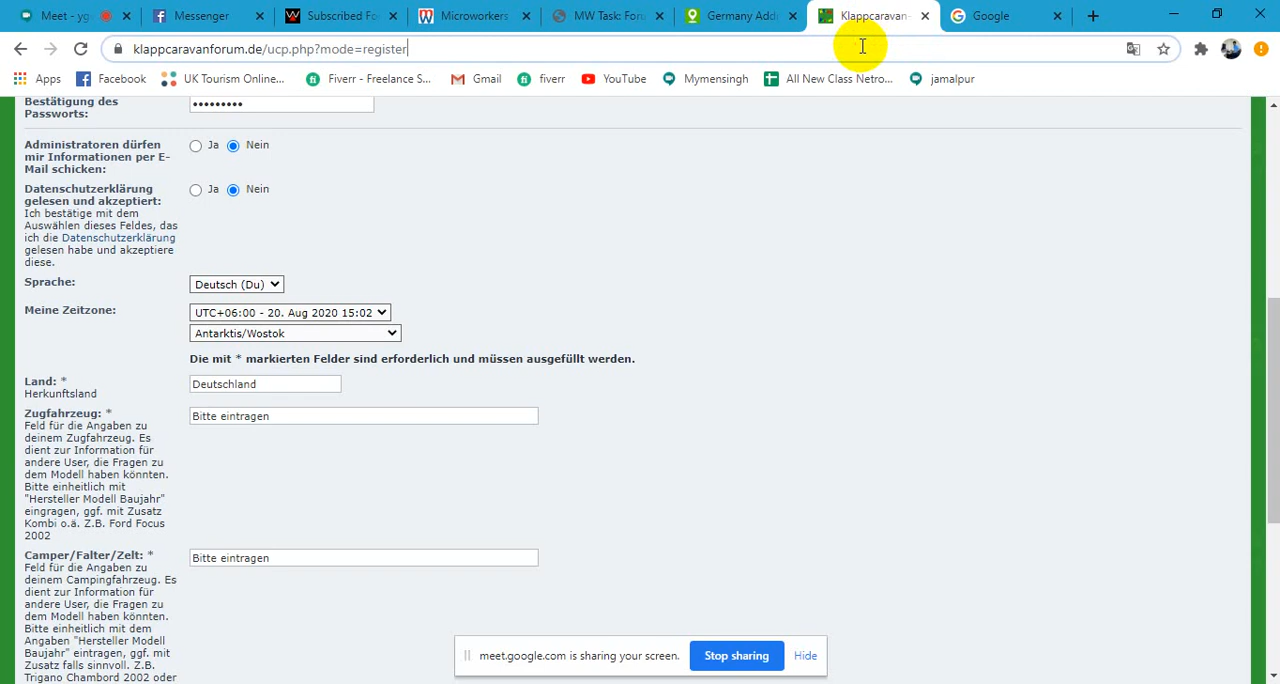 Meet - yg
Messenger
Subscribed Fo
Microworkers
MW Task: Foru
Germany Add
Klappcaravan-
Google
klappcaravanforum.de/ucp.php?mode=register
Apps
Facebook
UK Tourism Online...
Fiverr - Freelance S...
Gmail
fiverr
YouTube
Mymensingh
All New Class Netro...
jamalpur
Bestätigung des
Passworts:
•••••••••
Administratoren dürfen
mir Informationen per E-
Mail schicken:
Ja Nein
Datenschutzerklärung
gelesen und akzeptiert:
Ich bestätige mit dem
Auswählen dieses Feldes, das
ich die Datenschutzerklärung
gelesen habe und akzeptiere
diese.
Ja Nein
Sprache:
Deutsch (Du)
Meine Zeitzone:
UTC+06:00 - 20. Aug 2020 15:02
Antarktis/Wostok
Die mit * markierten Felder sind erforderlich und müssen ausgefüllt werden.
Land: *
Herkunftsland
Deutschland
Zugfahrzeug: *
Feld für die Angaben zu
deinem Zugfahrzeug. Es
dient zur Information für
andere User, die Fragen zu
dem Modell haben könnten.
Bitte einheitlich mit
"Hersteller Modell Baujahr"
eingragen, ggf. mit Zusatz
Kombi o.ä. Z.B. Ford Focus
2002
Bitte eintragen
Camper/Falter/Zelt: *
Feld für die Angaben zu
deinem Campingfahrzeug. Es
dient zur Information für
andere User, die Fragen zu
dem Modell haben könnten.
Bitte einheitlich mit dem
Angaben "Hersteller Modell
Baujahr" eintragen, ggf. mit
Zusatz falls sinnvoll. Z.B.
Trigano Chambord 2002 oder
Bitte eintragen
meet.google.com is sharing your screen.
Stop sharing
Hide